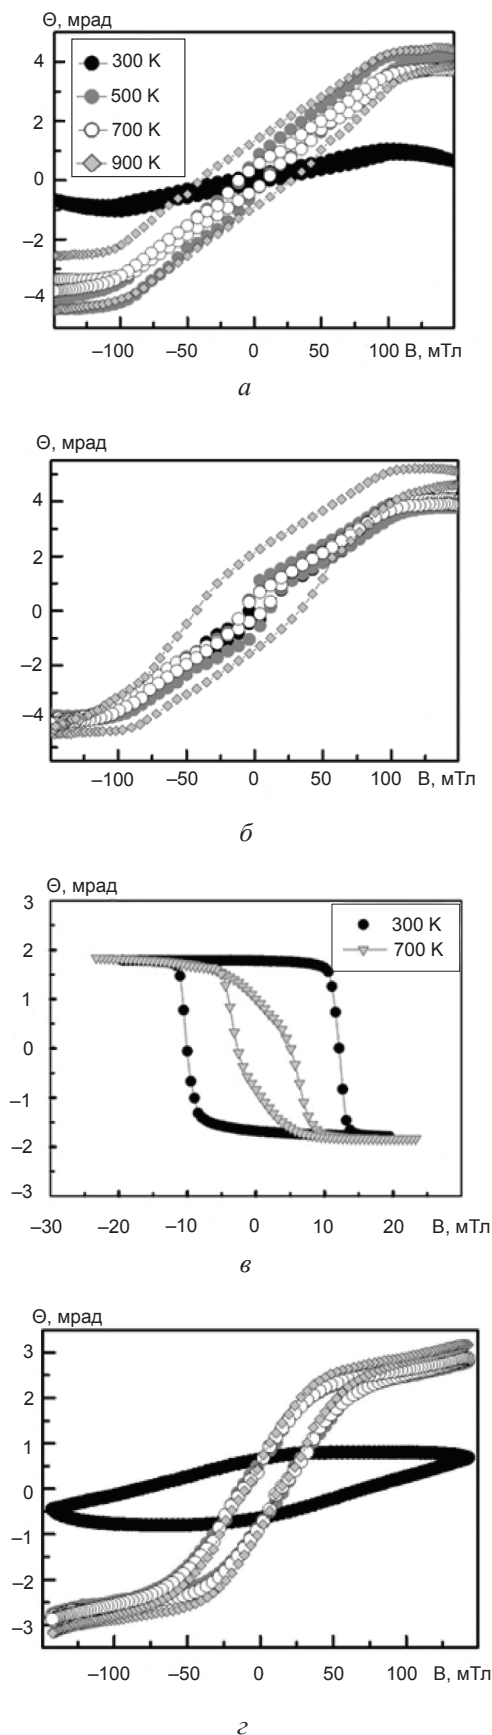 Θ, мрад
4
2
0
–2
–4
300 K
500 K
700 K
900 K
–100 –50 0 50 100 B, мТл
а
Θ, мрад
4
2
0
–2
–4
–100 –50 0 50 100 B, мТл
б
Θ, мрад
3
2
1
0
–1
–2
–3
300 K
700 K
–30 –20 –10 0 10 20 B, мТл
в
Θ, мрад
3
2
1
0
–1
–2
–3
–100 –50 0 50 100 B, мТл
г